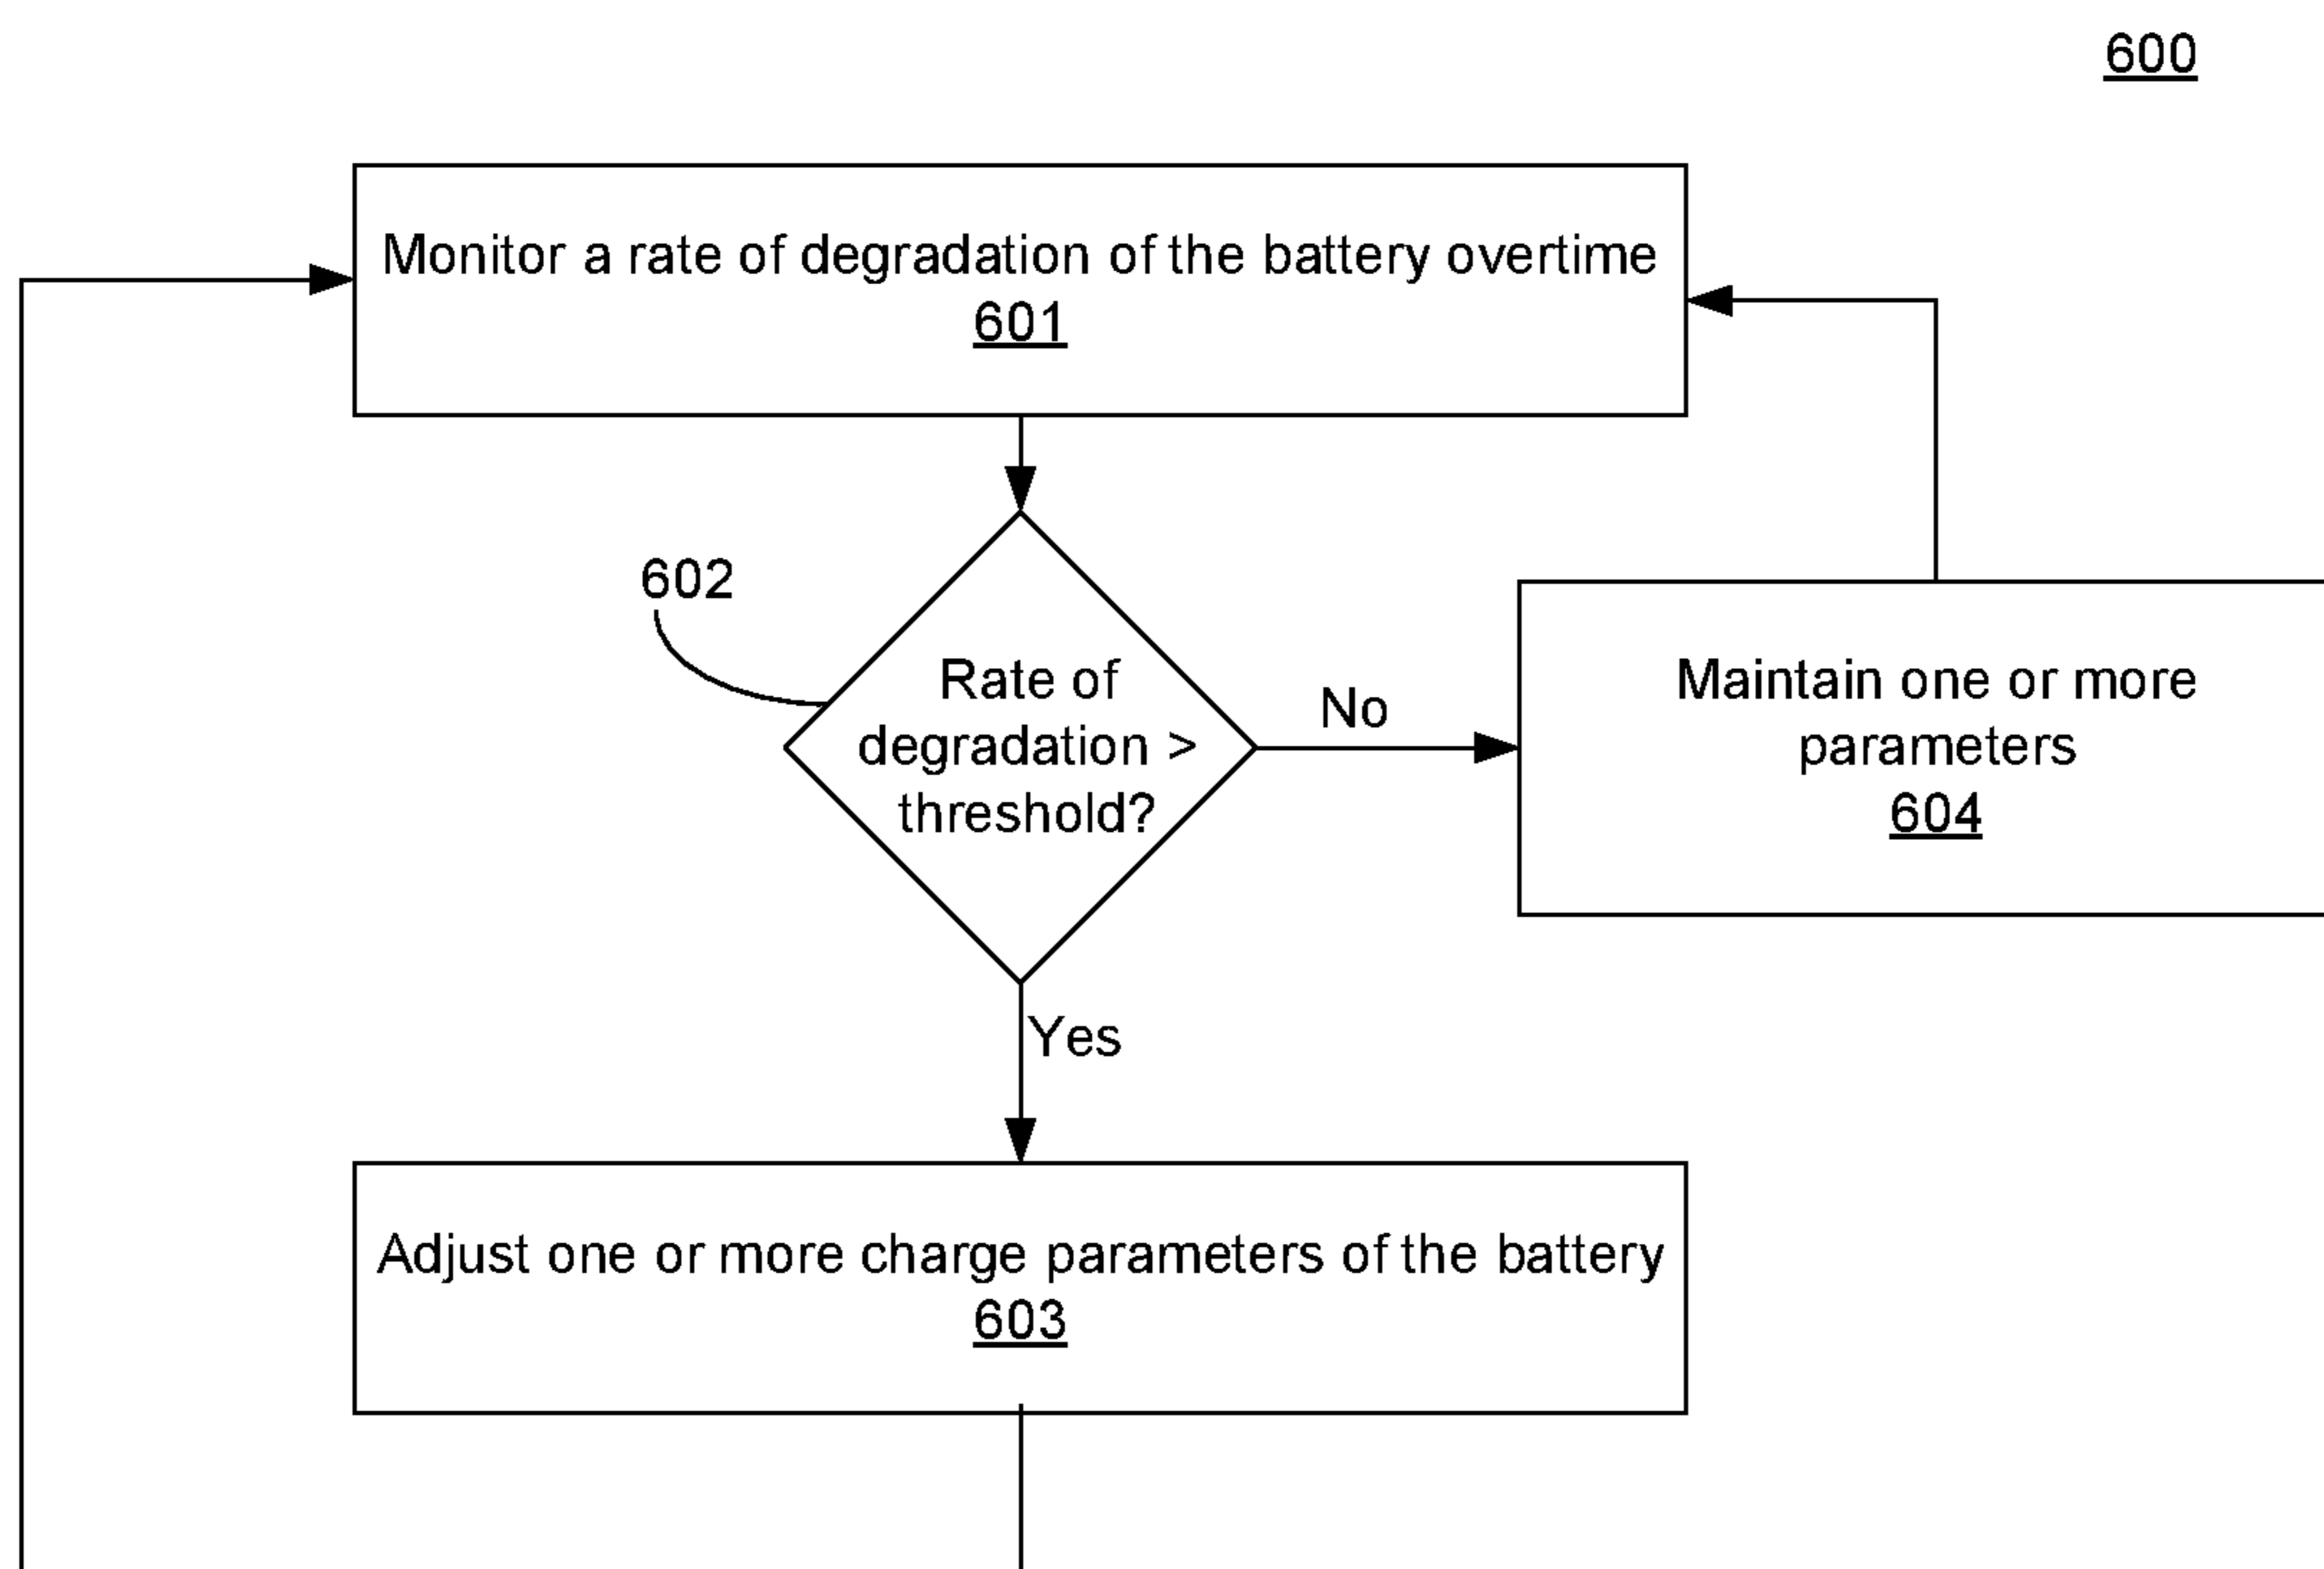 600
Monitor a rate of degradation of the battery overtime
601
602
Rate of
degradation >
threshold?
No
Maintain one or more
parameters
604
Yes
Adjust one or more charge parameters of the battery
603